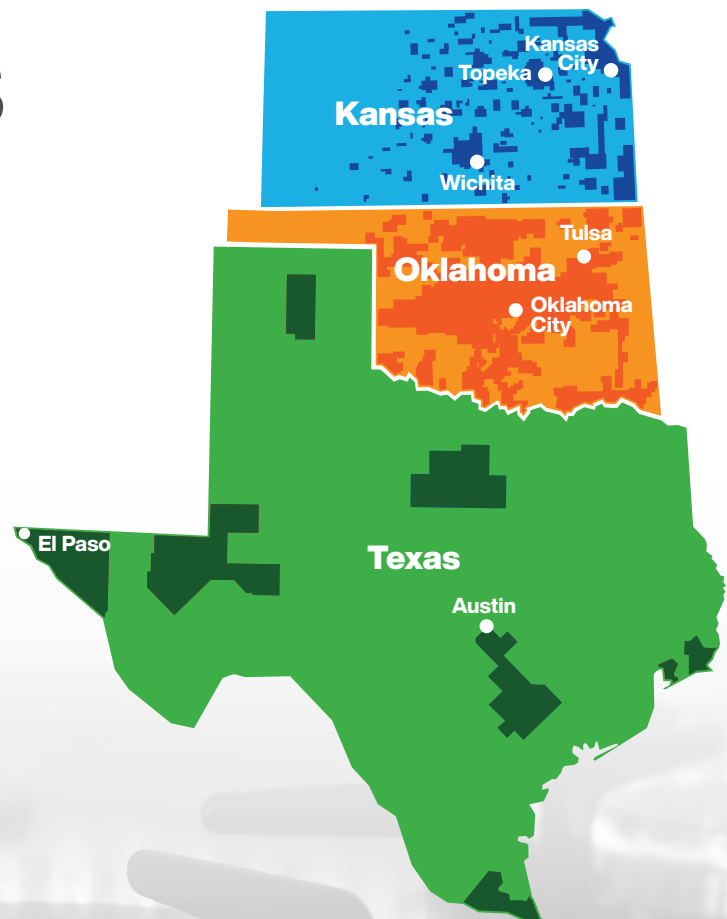 Kansas
City
Topeka
Kansas
Wichita
Tulsa
Oklahoma
Oklahoma
City
El Paso
Texas
Austin